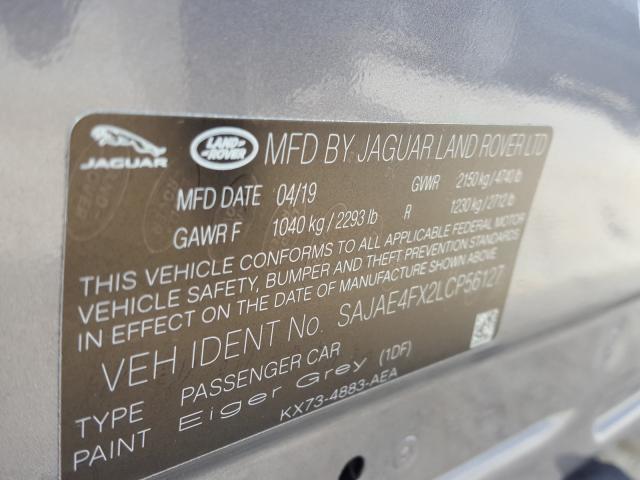 JAGUAR LAND ROVER MFD BY JAGUAR LAND ROVER LTD
MFD DATE 04/19 GVWR 2150 kg / 4740 lb
GAWR F 1040 kg / 2293 lb R 1230 kg / 2712 lb
THIS VEHICLE CONFORMS TO ALL APPLICABLE FEDERAL MOTOR
VEHICLE SAFETY, BUMPER AND THEFT PREVENTION STANDARDS
IN EFFECT ON THE DATE OF MANUFACTURE SHOWN ABOVE
VEH IDENT No. SAJAE4FX2LCP56127
TYPE PASSENGER CAR
PAINT Eiger Grey (1DF)
KX73-4883-AEA